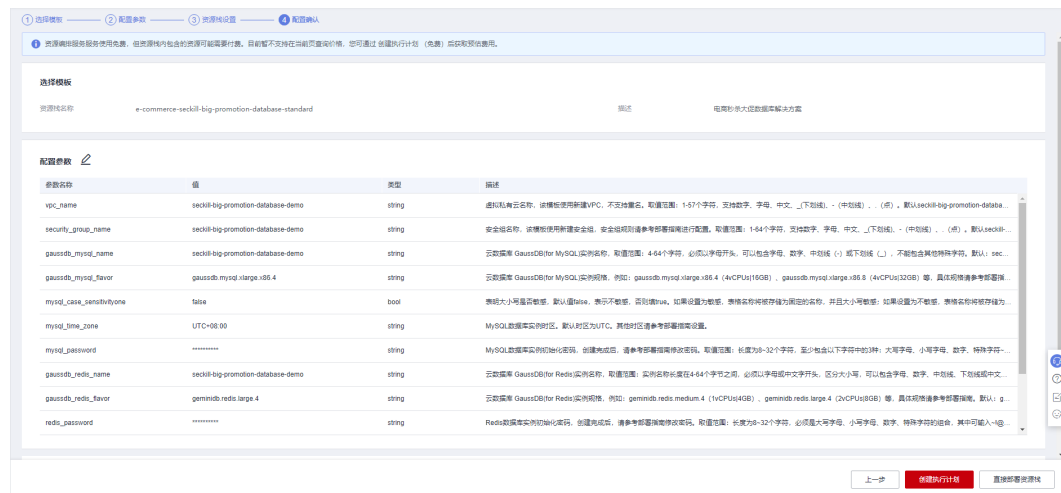 1 选择模板 2 配置参数 3 资源栈设置 4 配置确认
资源编排服务服务使用免费、但资源栈内包含的资源可能需要付费。目前暂不支持在当前页查询价格，您可通过 创建执行计划 （免费）后获取预估费用。
选择模板
资源栈名称 e-commerce-seckill-big-promotion-database-standard 描述 电商秒杀大促数据库解决方案
配置参数
参数名称 值 类型 描述
vpc_name seckill-big-promotion-database-demo string 虚拟私有云名称，该模板使用新建VPC，不支持重名。取值范围：1-57个字符，支持数字、字母、中文、_(下划线)、-（中划线）、.（点）。默认seckill-big-promotion-databa...
security_group_name seckill-big-promotion-database-demo string 安全组名称，该模板使用新建安全组，安全组规则请参考部署指南进行配置。取值范围：1-64个字符，支持数字、字母、中文、_(下划线)、-（中划线）、.（点）。默认seckill-...
gaussdb_mysql_name seckill-big-promotion-database-demo string 云数据库 GaussDB(for MySQL)实例名称，取值范围：4-64个字符，必须以字母开头，可以包含字母、数字、中划线（-）或下划线（_），不能包含其他特殊字符。默认：sec...
gaussdb_mysql_flavor gaussdb.mysql.xlarge.x86.4 string 云数据库 GaussDB(for MySQL)实例规格，例如：gaussdb.mysql.xlarge.x86.4（4vCPUs|16GB）、gaussdb.mysql.xlarge.x86.8（4vCPUs|32GB）等，具体规格请参考部署指...
mysql_case_sensitivityone false bool 表明大小写是否敏感，默认值false，表示不敏感，否则填true。如果设置为敏感，表格名称将被存储为固定的名称，并且大小写敏感；如果设置为不敏感，表格名称将被存储为...
mysql_time_zone UTC+08:00 string MySQL数据库实例时区。默认时区为UTC。其他时区请参考部署指南设置。
mysql_password ********** string MySQL数据库实例初始化密码，创建完成后，请参考部署指南修改密码。取值范围：长度为8~32个字符，至少包含以下字符中的3种：大写字母、小写字母、数字、特殊字符~...
gaussdb_redis_name seckill-big-promotion-database-demo string 云数据库 GaussDB(for Redis)实例名称，取值范围：实例名称长度在4-64个字节之间，必须以字母或中文字开头，区分大小写，可以包含字母、数字、中划线、下划线或中文...
gaussdb_redis_flavor geminidb.redis.large.4 string 云数据库 GaussDB(for Redis)实例规格，例如：geminidb.redis.medium.4（1vCPUs|4GB）、geminidb.redis.large.4（2vCPUs|8GB）等，具体规格请参考部署指南。默认：g...
redis_password ********** string Redis数据库实例初始化密码，创建完成后，请参考部署指南修改密码。取值范围：长度为8~32个字符，必须是大写字母、小写字母、数字、特殊字符的组合，其中可输入~!@...
上一步 创建执行计划 直接部署资源栈